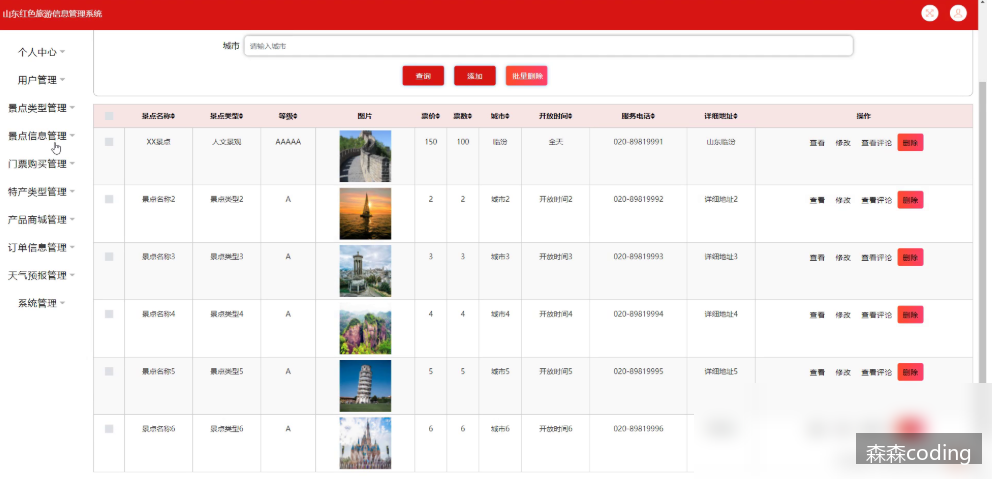 山东红色旅游信息管理系统
个人中心
用户管理
景点类型管理
景点信息管理
门票购买管理
特产类型管理
产品商城管理
订单信息管理
天气预报管理
系统管理
城市 请输入城市
查询 添加 批量删除
景点名称 景点类型 等级 图片 票价 票数 城市 开放时间 服务电话 详细地址 操作
XX景点 人文景观 AAAAA 150 100 临汾 全天 020-89819991 山东临汾 查看 修改 查看评论 删除
景点名称2 景点类型2 A 2 2 城市2 开放时间2 020-89819992 详细地址2 查看 修改 查看评论 删除
景点名称3 景点类型3 A 3 3 城市3 开放时间3 020-89819993 详细地址3 查看 修改 查看评论 删除
景点名称4 景点类型4 A 4 4 城市4 开放时间4 020-89819994 详细地址4 查看 修改 查看评论 删除
景点名称5 景点类型5 A 5 5 城市5 开放时间5 020-89819995 详细地址5 查看 修改 查看评论 删除
景点名称6 景点类型6 A 6 6 城市6 开放时间6 020-89819996
森森coding